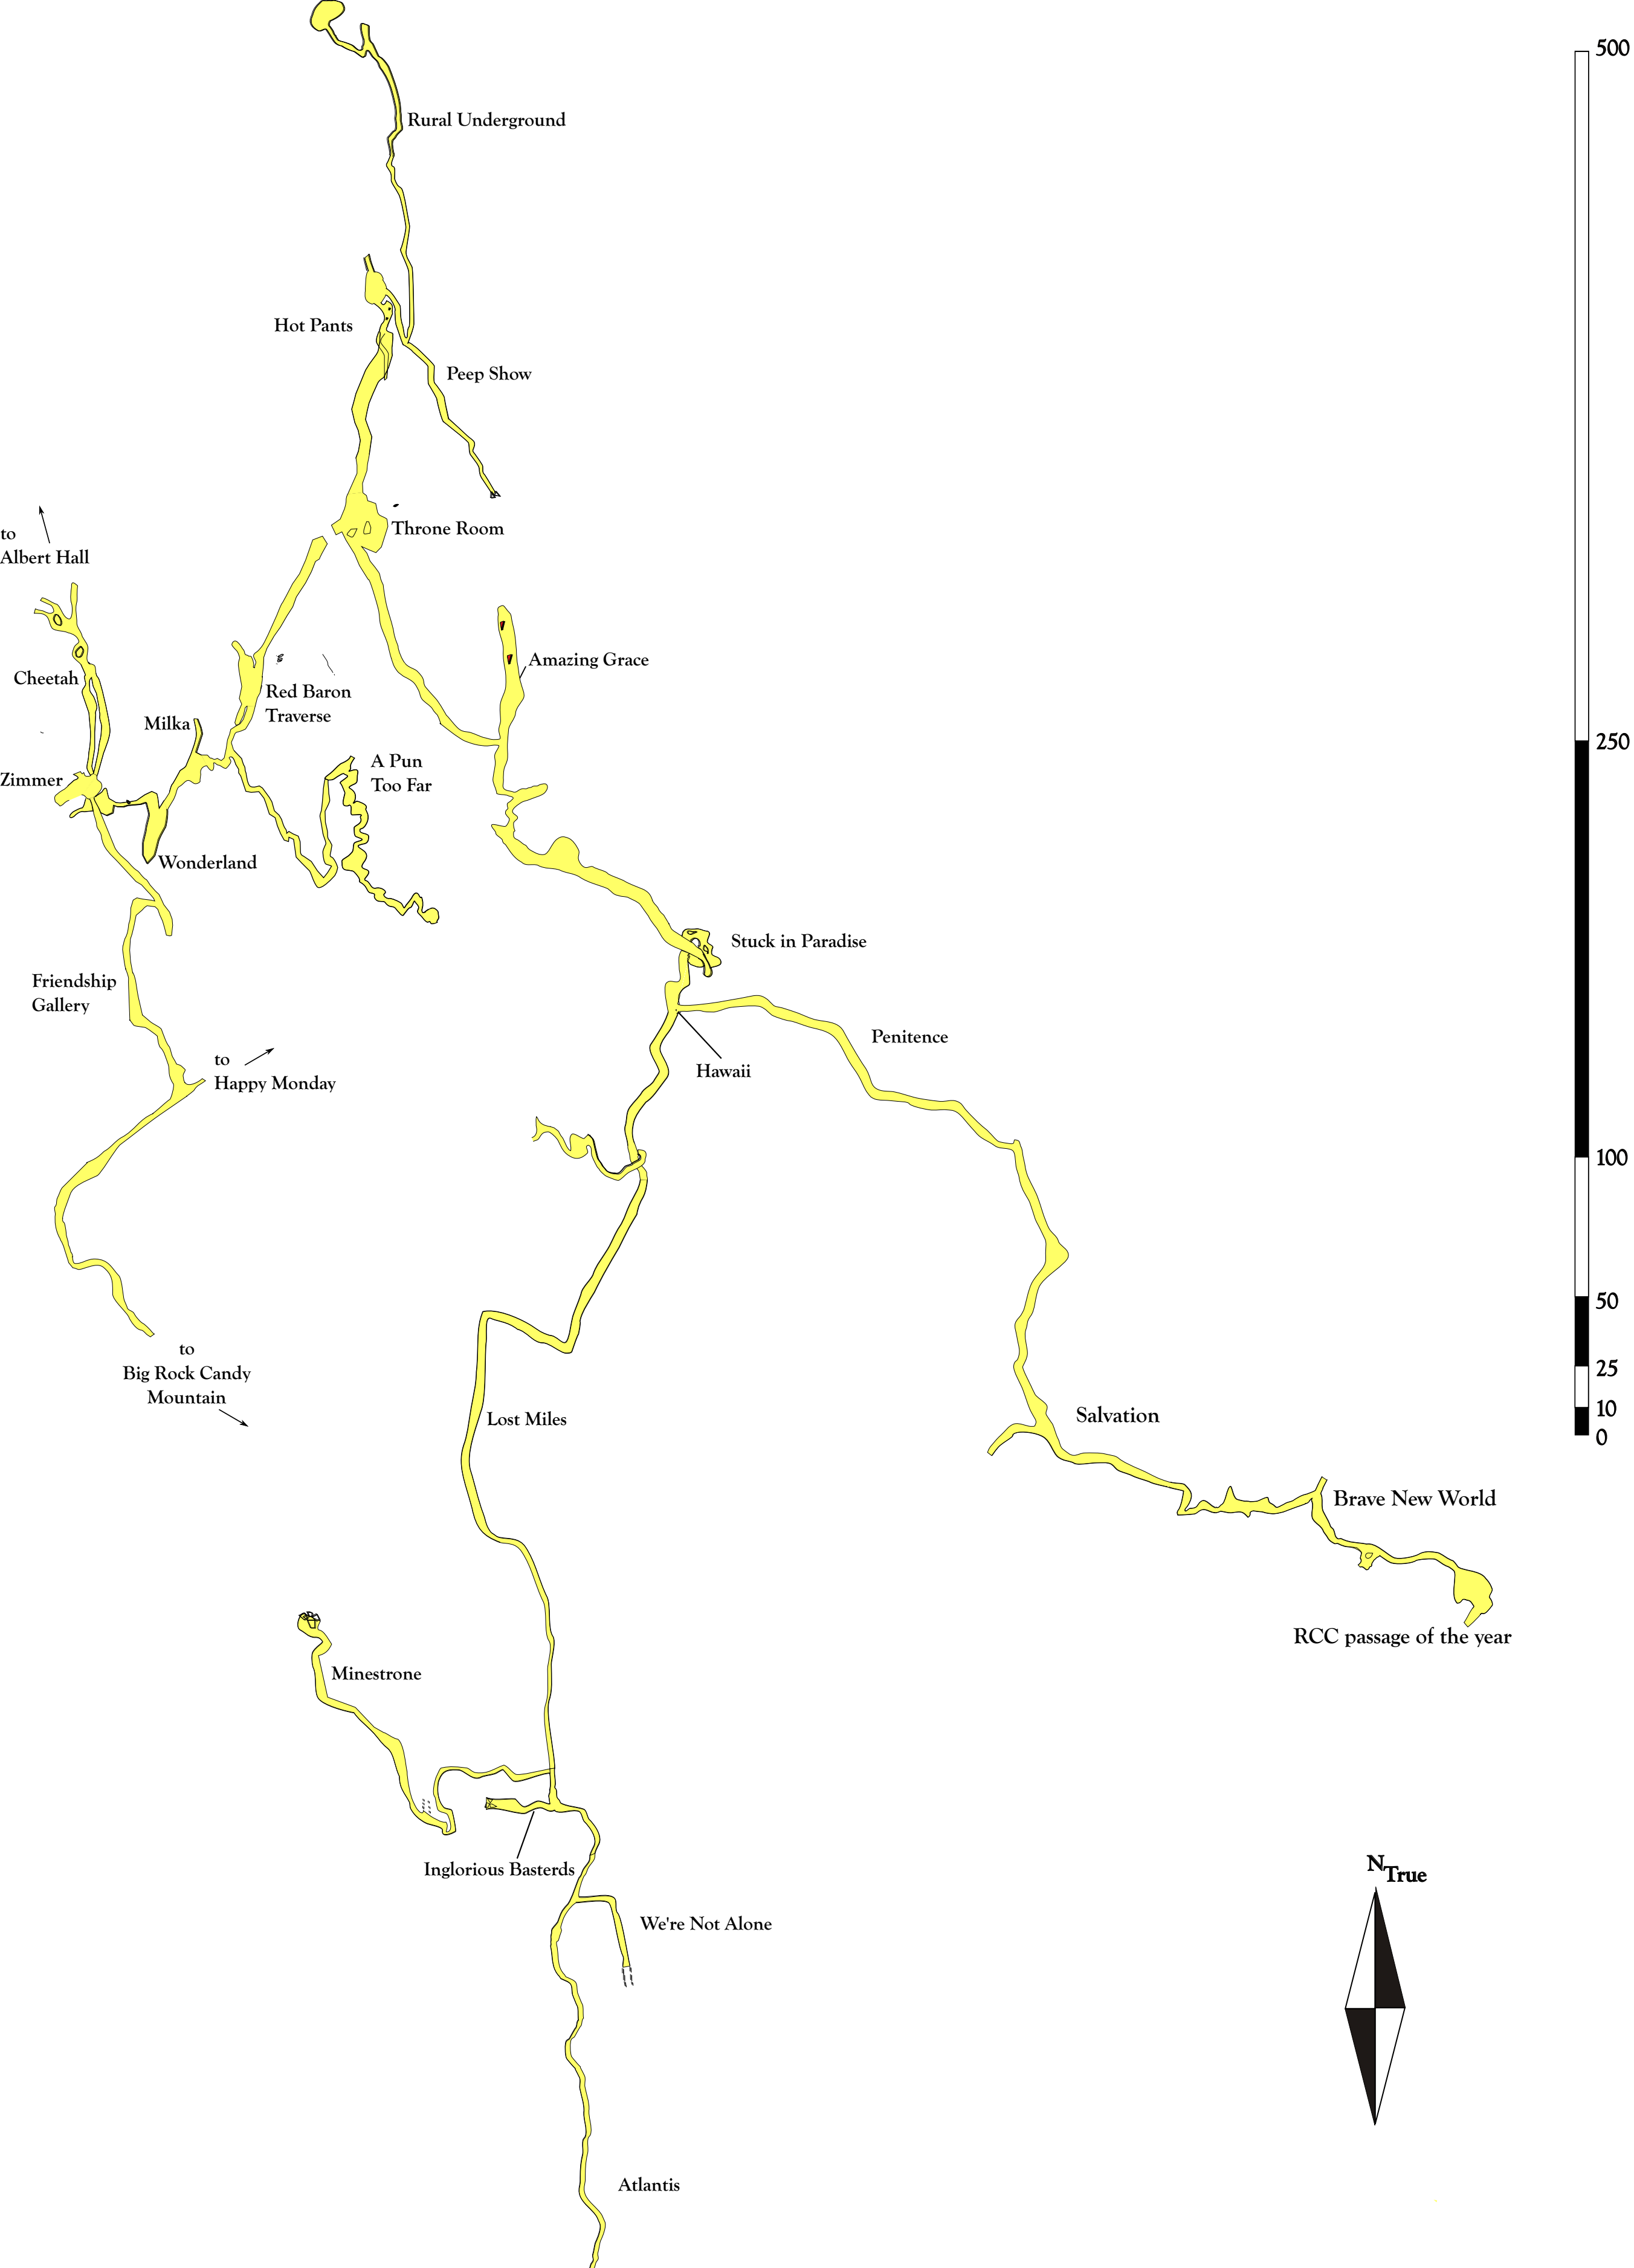 500
Rural Underground
Hot Pants
Peep Show
Throne Room
to
Albert Hall
Amazing Grace
Cheetah
Red Baron
Traverse
Milka
250
A Pun
Too Far
Zimmer
Wonderland
Stuck in Paradise
Friendship
Gallery
Penitence
to
Happy Monday
Hawaii
100
50
to
Big Rock Candy
Mountain
25
10
0
Lost Miles
Salvation
Brave New World
RCC passage of the year
Minestrone
Inglorious Basterds
N True
We're Not Alone
Atlantis